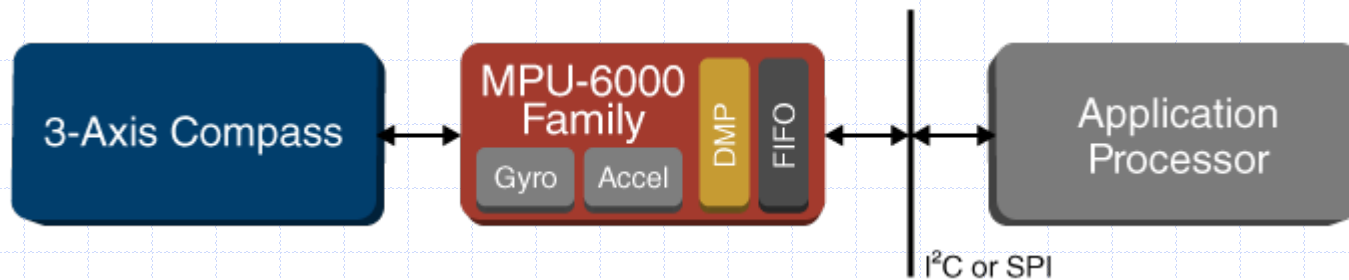 3-Axis Compass
MPU-6000
Family
Gyro
Accel
DMP
FIFO
Application
Processor
I²C or SPI